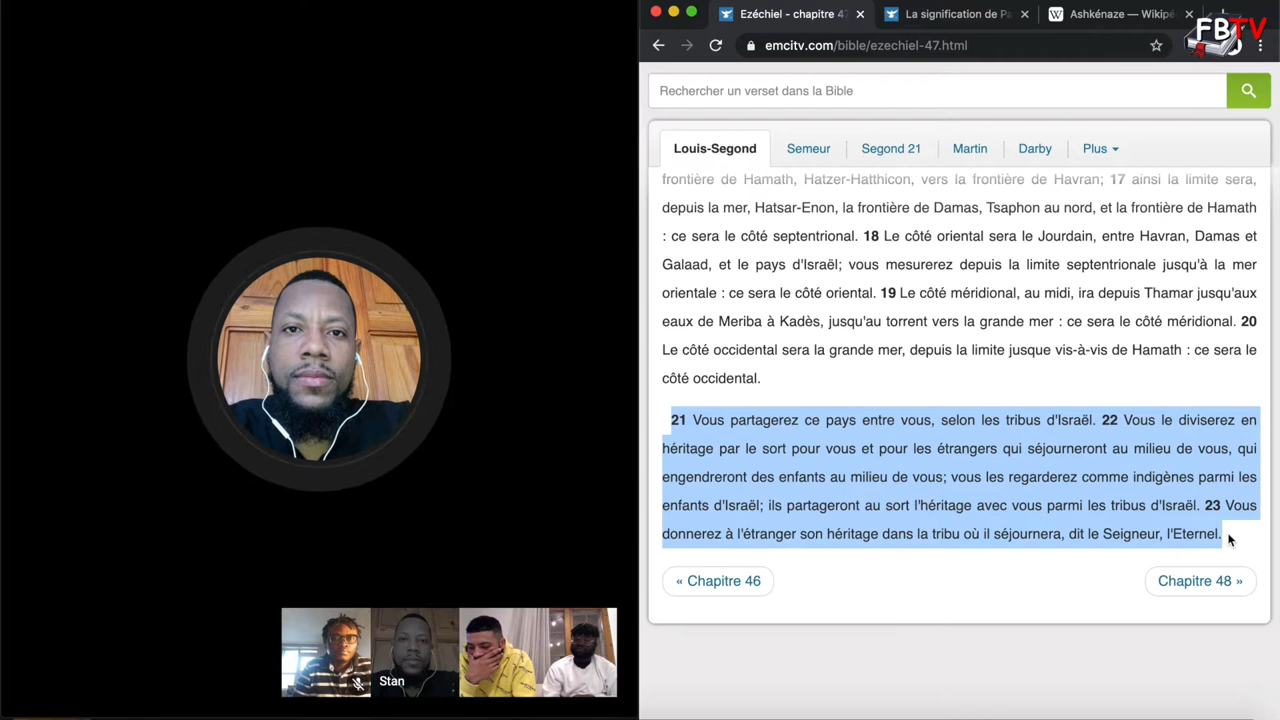 Ezéchiel - chapitre 47
La signification de Pa
Ashkénaze — Wikipé
FBTV
emcitv.com/bible/ezechiel-47.html
Rechercher un verset dans la Bible
Louis-Segond Semeur Segond 21 Martin Darby Plus
frontière de Hamath, Hatzer-Hatthicon, vers la frontière de Havran; 17 ainsi la limite sera,
depuis la mer, Hatsar-Enon, la frontière de Damas, Tsaphon au nord, et la frontière de Hamath
: ce sera le côté septentrional. 18 Le côté oriental sera le Jourdain, entre Havran, Damas et
Galaad, et le pays d'Israël; vous mesurerez depuis la limite septentrionale jusqu'à la mer
orientale : ce sera le côté oriental. 19 Le côté méridional, au midi, ira depuis Thamar jusqu'aux
eaux de Meriba à Kadès, jusqu'au torrent vers la grande mer : ce sera le côté méridional. 20
Le côté occidental sera la grande mer, depuis la limite jusque vis-à-vis de Hamath : ce sera le
côté occidental.
21 Vous partagerez ce pays entre vous, selon les tribus d'Israël. 22 Vous le diviserez en
héritage par le sort pour vous et pour les étrangers qui séjourneront au milieu de vous, qui
engendreront des enfants au milieu de vous; vous les regarderez comme indigènes parmi les
enfants d'Israël; ils partageront au sort l'héritage avec vous parmi les tribus d'Israël. 23 Vous
donnerez à l'étranger son héritage dans la tribu où il séjournera, dit le Seigneur, l'Eternel.
« Chapitre 46
Chapitre 48 »
Stan